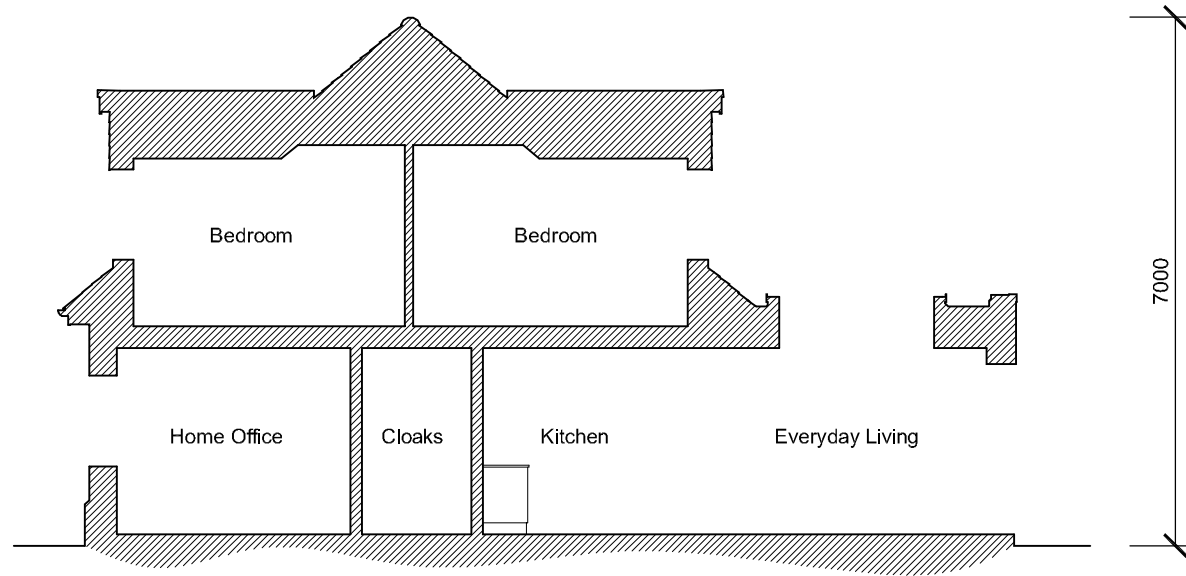 Bedroom
Bedroom
7000
Home Office
Cloaks
Kitchen
Everyday Living